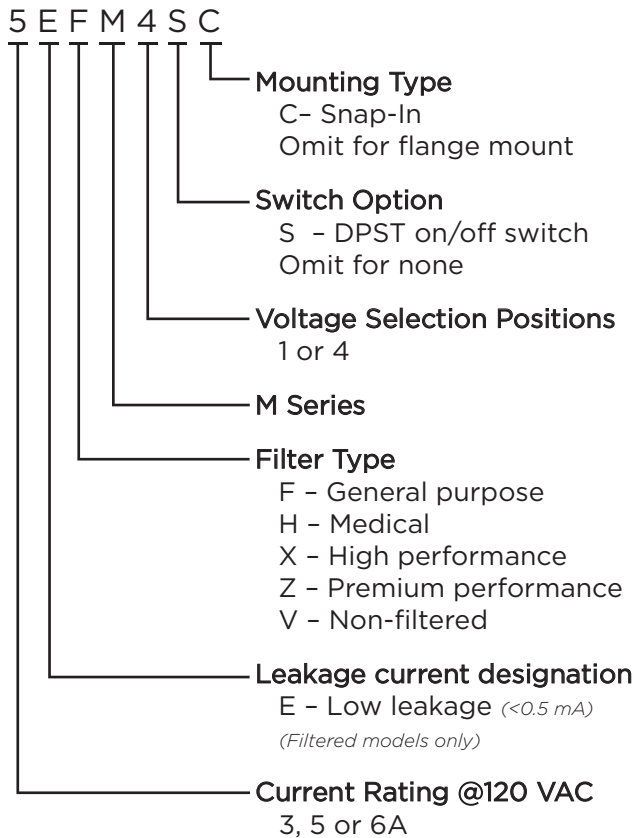 5 E F M 4 S C
Mounting Type
C– Snap-In
Omit for flange mount
Switch Option
S – DPST on/off switch
Omit for none
Voltage Selection Positions
1 or 4
M Series
Filter Type
F – General purpose
H – Medical
X – High performance
Z – Premium performance
V – Non-filtered
Leakage current designation
E – Low leakage (<0.5 mA)
(Filtered models only)
Current Rating @120 VAC
3, 5 or 6A